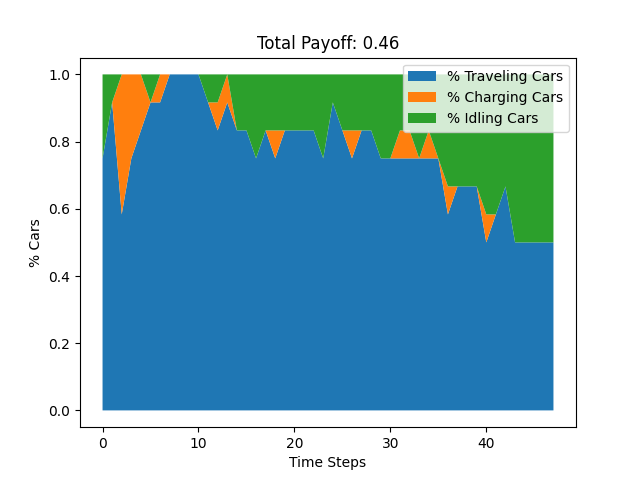 Total Payoff: 0.46
% Traveling Cars
% Charging Cars
% Idling Cars
1.0
0.8
0.6
0.4
0.2
0.0
% Cars
0
10
20
30
40
Time Steps